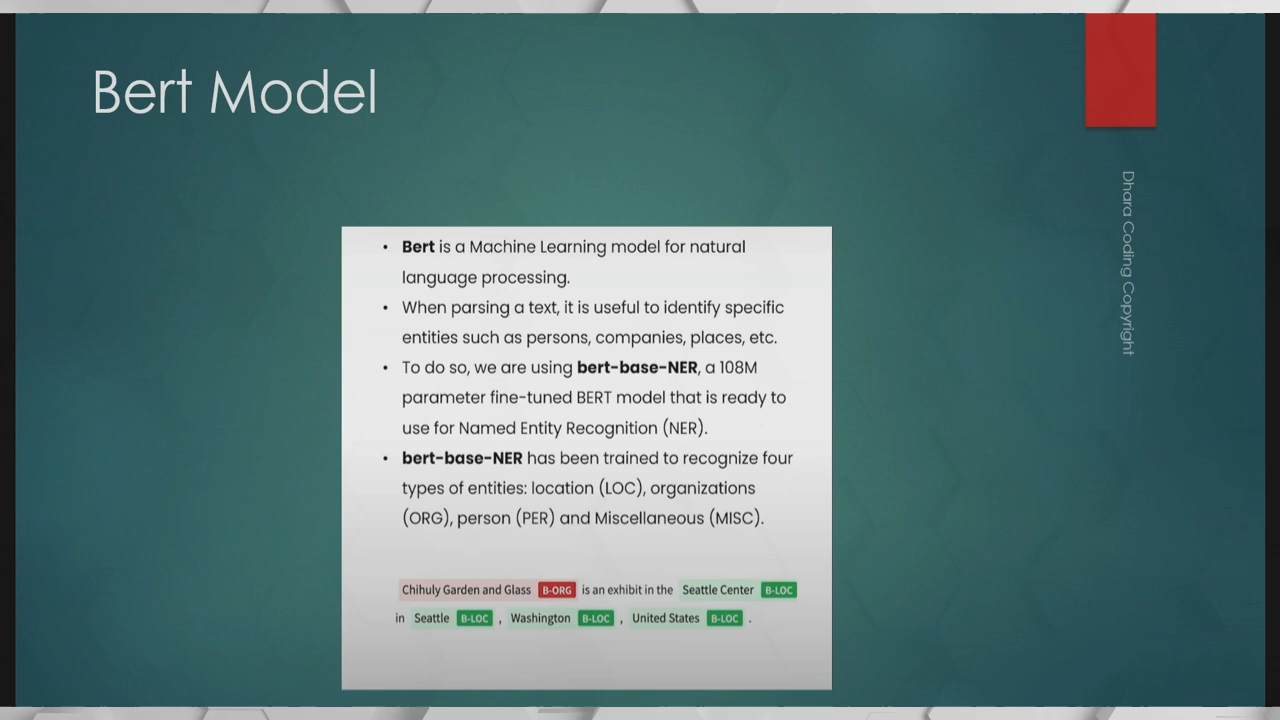 Bert Model
Dhara Coding Copyright
• Bert is a Machine Learning model for natural
language processing.
• When parsing a text, it is useful to identify specific
entities such as persons, companies, places, etc.
• To do so, we are using bert-base-NER, a 108M
parameter fine-tuned BERT model that is ready to
use for Named Entity Recognition (NER).
• bert-base-NER has been trained to recognize four
types of entities: location (LOC), organizations
(ORG), person (PER) and Miscellaneous (MISC).
Chihuly Garden and Glass B-ORG is an exhibit in the Seattle Center B-LOC
in Seattle B-LOC , Washington B-LOC , United States B-LOC .